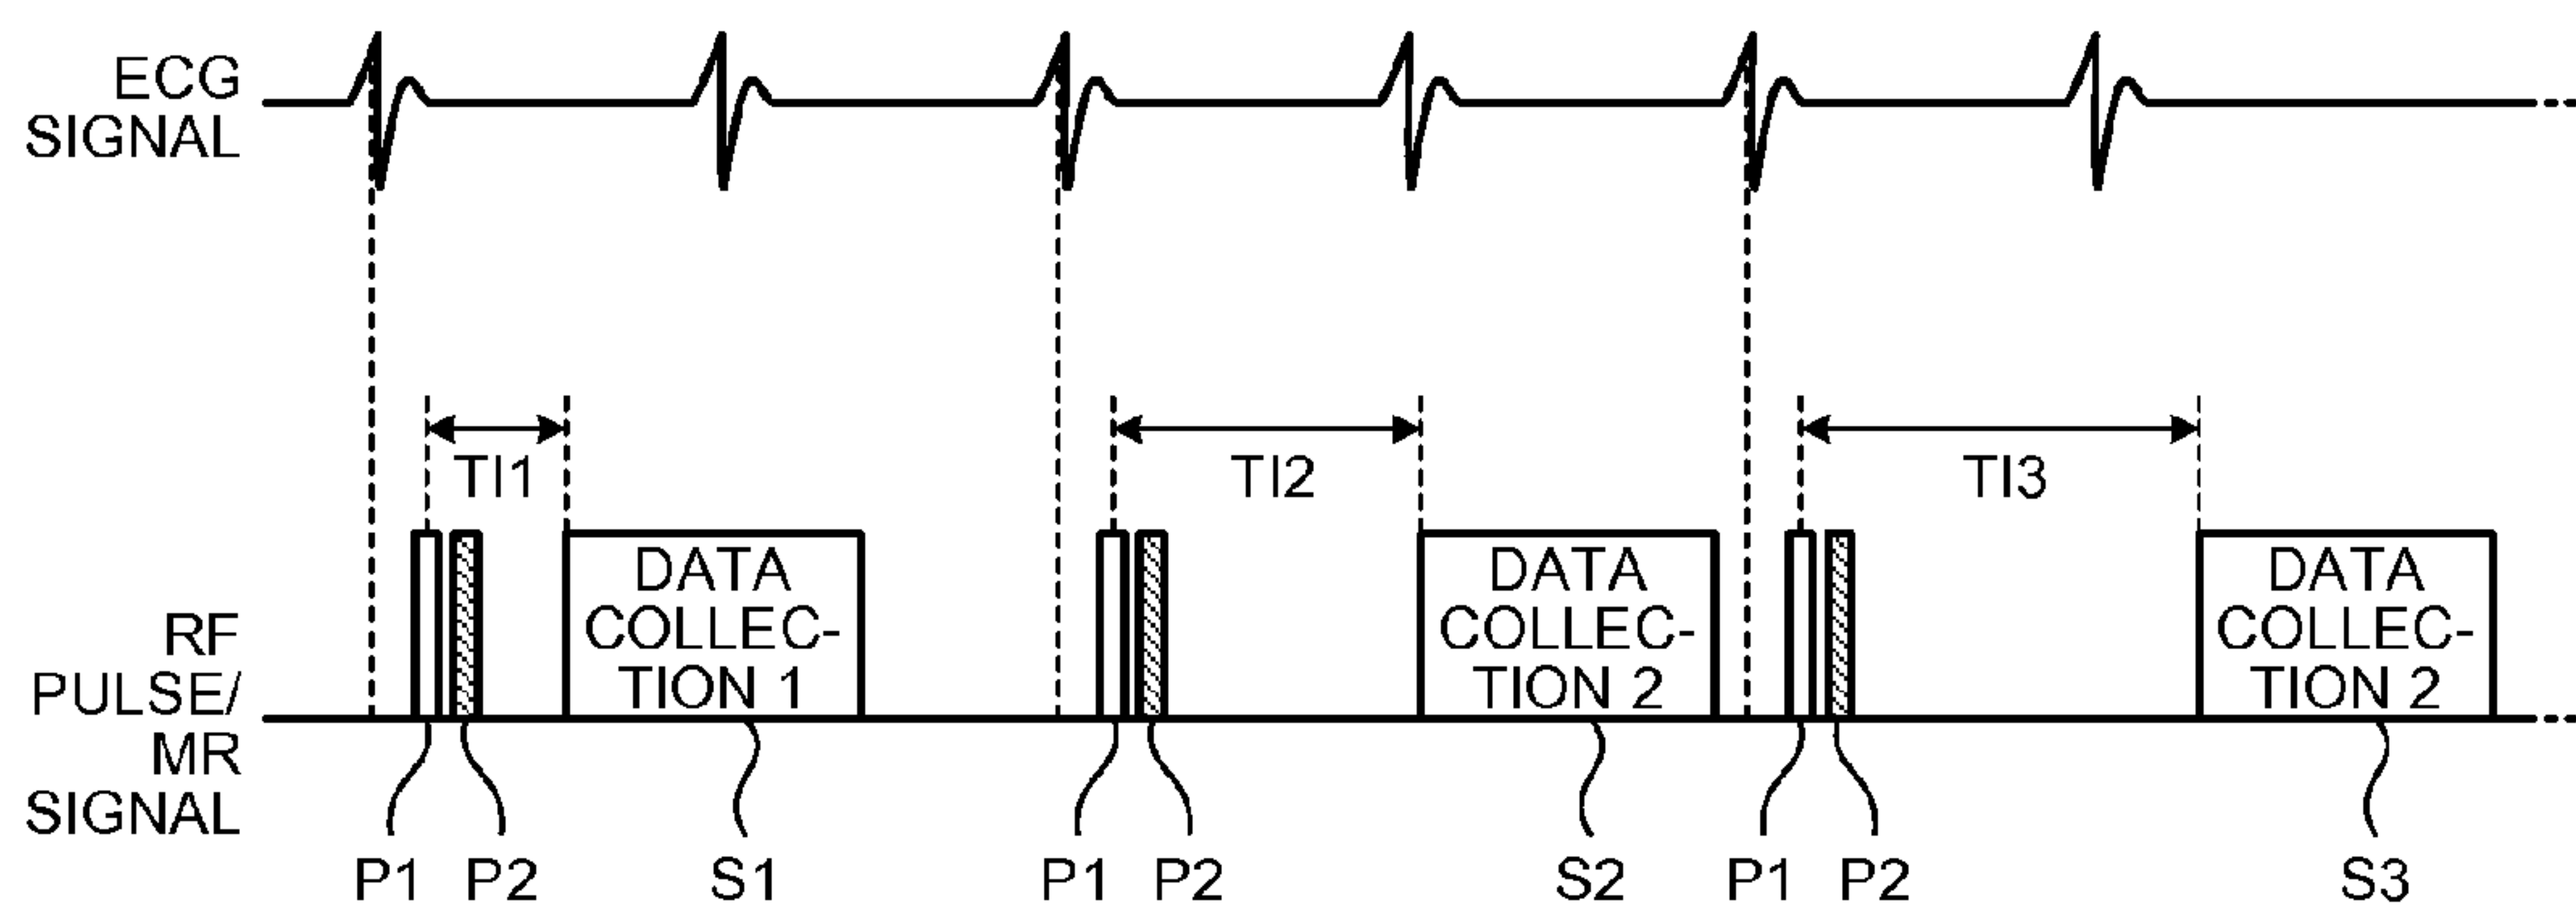 ECG
SIGNAL
TI1
TI2
TI3
DATA
COLLEC-
TION 1
DATA
COLLEC-
TION 2
DATA
COLLEC-
TION 2
RF
PULSE/
MR
SIGNAL
P1
P2
S1
P1
P2
S2
P1
P2
S3